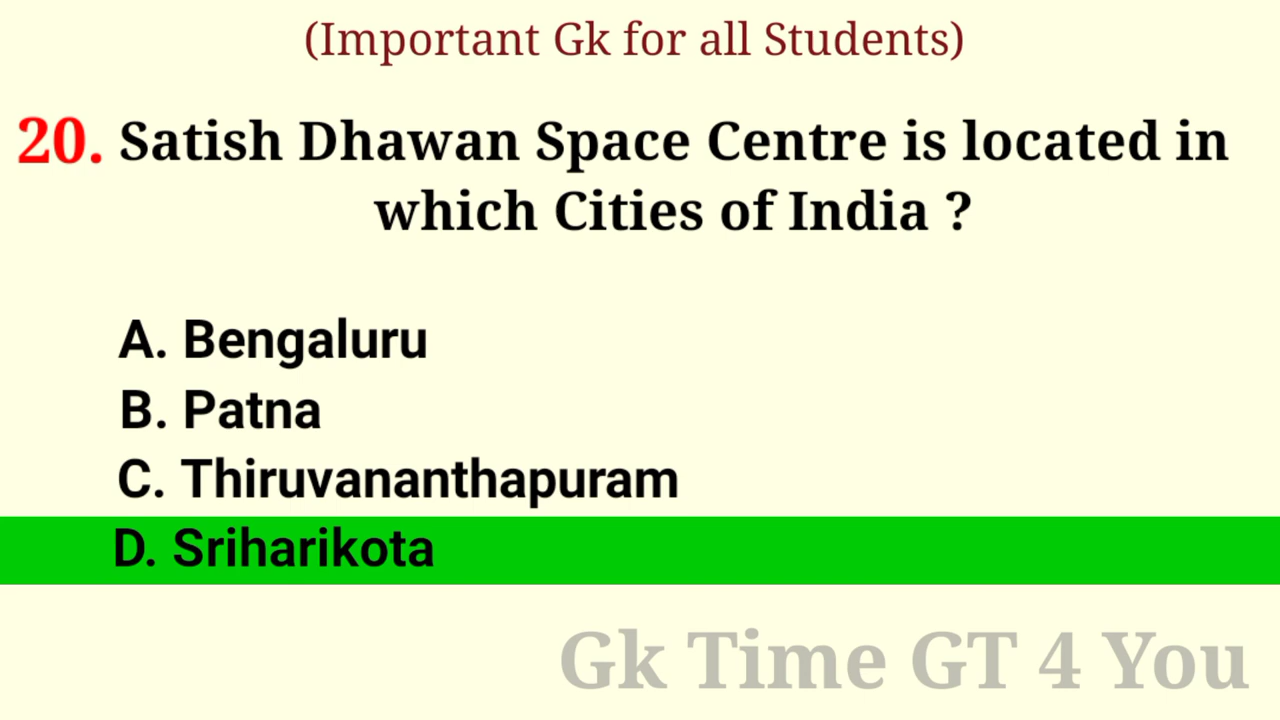 (Important Gk for all Students)
20. Satish Dhawan Space Centre is located in
which Cities of India ?
A. Bengaluru
B. Patna
C. Thiruvananthapuram
D. Sriharikota
Gk Time GT 4 You